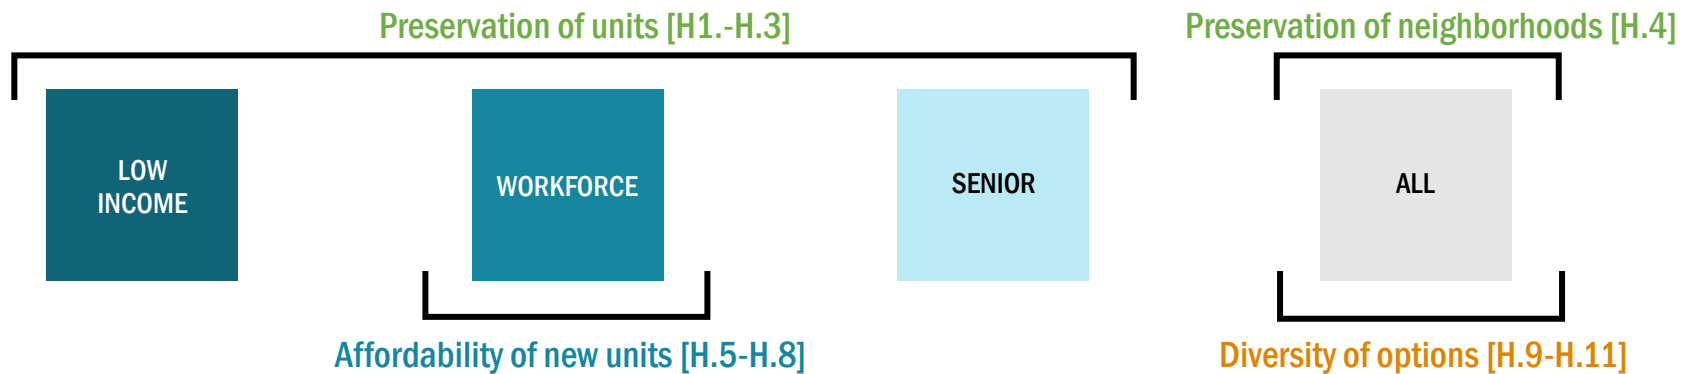 Preservation of units [H1.-H.3]
Preservation of neighborhoods [H.4]
LOW
INCOME
WORKFORCE
SENIOR
ALL
Affordability of new units [H.5-H.8]
Diversity of options [H.9-H.11]